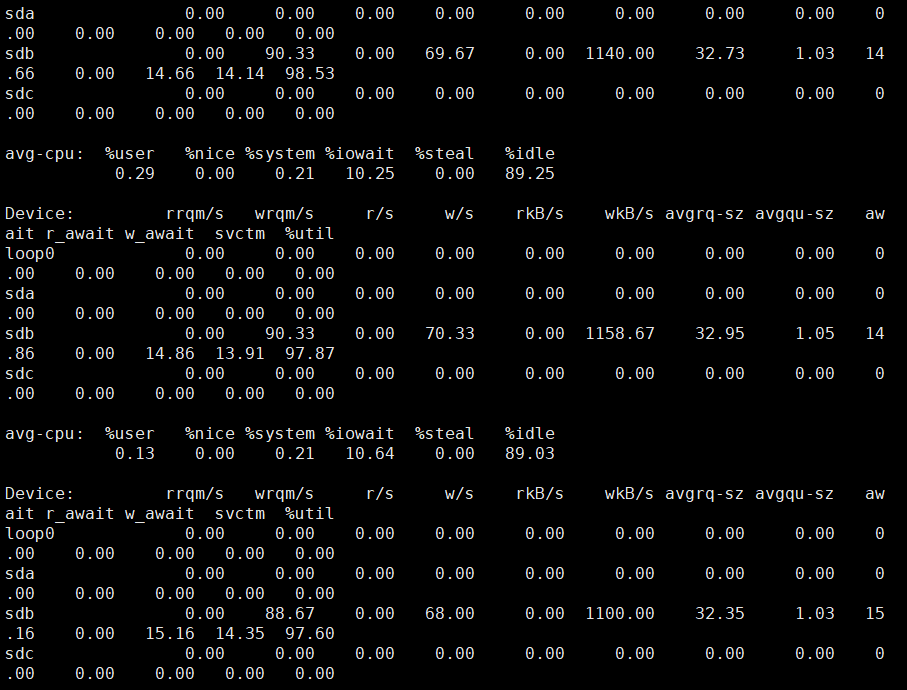 sda               0.00     0.00    0.00    0.00     0.00     0.00     0.00     0.00    0
.00    0.00    0.00   0.00   0.00
sdb               0.00    90.33    0.00   69.67     0.00  1140.00    32.73     1.03   14
.66    0.00   14.66  14.14  98.53
sdc               0.00     0.00    0.00    0.00     0.00     0.00     0.00     0.00    0
.00    0.00    0.00   0.00   0.00

avg-cpu:  %user   %nice %system %iowait  %steal   %idle
           0.29    0.00    0.21   10.25    0.00   89.25

Device:         rrqm/s   wrqm/s     r/s     w/s    rkB/s    wkB/s avgrq-sz avgqu-sz   aw
ait r_await w_await  svctm  %util
loop0             0.00     0.00    0.00    0.00     0.00     0.00     0.00     0.00    0
.00    0.00    0.00   0.00   0.00
sda               0.00     0.00    0.00    0.00     0.00     0.00     0.00     0.00    0
.00    0.00    0.00   0.00   0.00
sdb               0.00    90.33    0.00   70.33     0.00  1158.67    32.95     1.05   14
.86    0.00   14.86  13.91  97.87
sdc               0.00     0.00    0.00    0.00     0.00     0.00     0.00     0.00    0
.00    0.00    0.00   0.00   0.00

avg-cpu:  %user   %nice %system %iowait  %steal   %idle
           0.13    0.00    0.21   10.64    0.00   89.03

Device:         rrqm/s   wrqm/s     r/s     w/s    rkB/s    wkB/s avgrq-sz avgqu-sz   aw
ait r_await w_await  svctm  %util
loop0             0.00     0.00    0.00    0.00     0.00     0.00     0.00     0.00    0
.00    0.00    0.00   0.00   0.00
sda               0.00     0.00    0.00    0.00     0.00     0.00     0.00     0.00    0
.00    0.00    0.00   0.00   0.00
sdb               0.00    88.67    0.00   68.00     0.00  1100.00    32.35     1.03   15
.16    0.00   15.16  14.35  97.60
sdc               0.00     0.00    0.00    0.00     0.00     0.00     0.00     0.00    0
.00    0.00    0.00   0.00   0.00